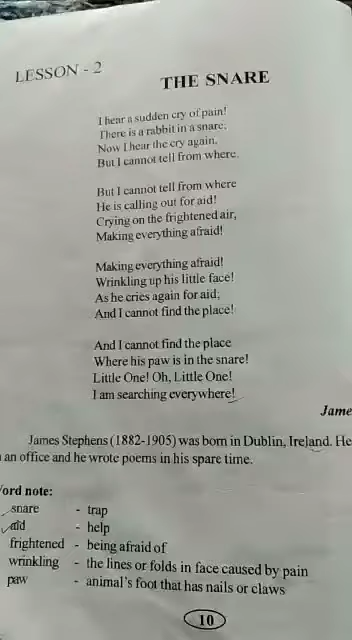 LESSON - 2
THE SNARE
I hear a sudden cry of pain!
There is a rabbit in a snare;
Now I hear the cry again,
But I cannot tell from where.
But I cannot tell from where
He is calling out for aid!
Crying on the frightened air,
Making everything afraid!
Making everything afraid!
Wrinkling up his little face!
As he cries again for aid;
And I cannot find the place!
And I cannot find the place
Where his paw is in the snare!
Little One! Oh, Little One!
I am searching everywhere!
Jame
James Stephens (1882-1905) was born in Dublin, Ireland. He
an office and he wrote poems in his spare time.
ord note:
snare - trap
aid - help
frightened - being afraid of
wrinkling - the lines or folds in face caused by pain
paw - animal's foot that has nails or claws
10